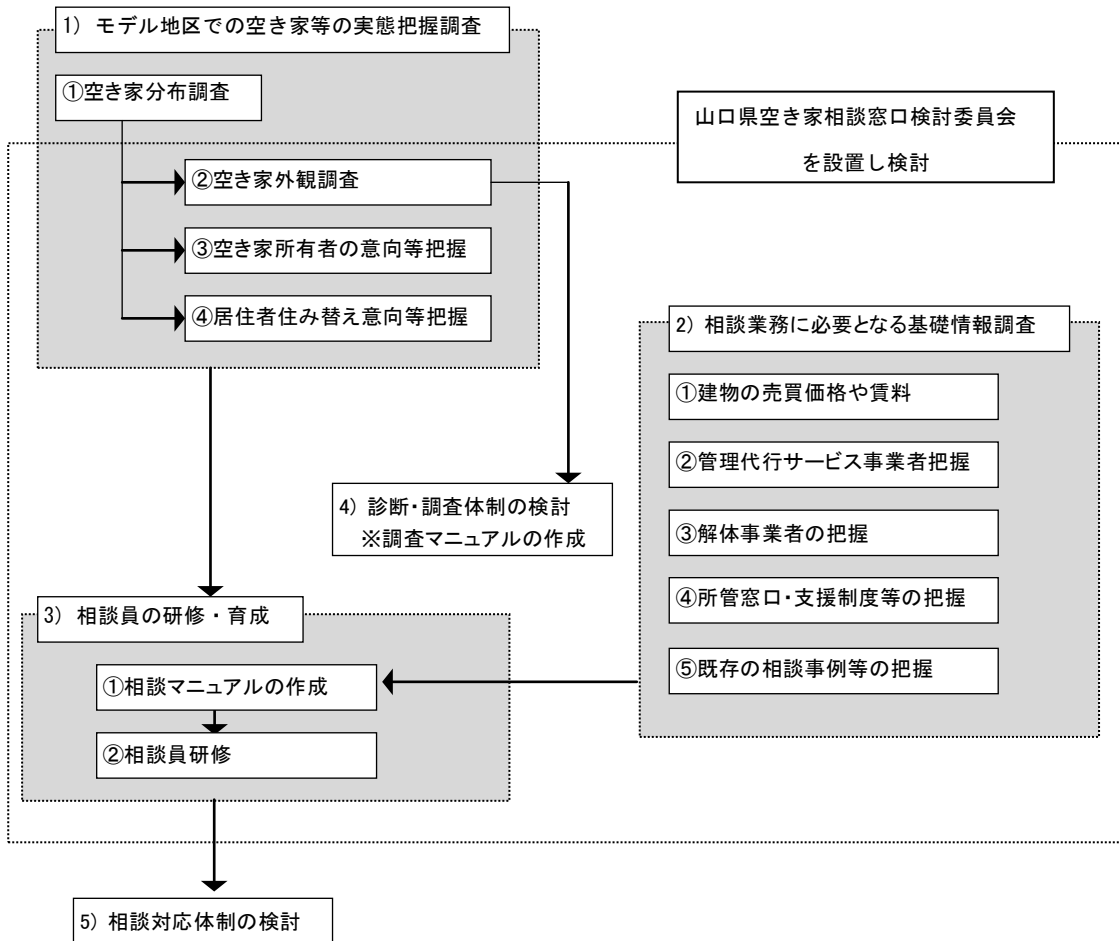 1) モデル地区での空き家等の実態把握調査
①空き家分布調査
②空き家外観調査
③空き家所有者の意向等把握
④居住者住み替え意向等把握
山口県空き家相談窓口検討委員会
を設置し検討
2) 相談業務に必要となる基礎情報調査
①建物の売買価格や賃料
②管理代行サービス事業者把握
③解体事業者の把握
④所管窓口・支援制度等の把握
⑤既存の相談事例等の把握
4) 診断・調査体制の検討
※調査マニュアルの作成
3) 相談員の研修・育成
①相談マニュアルの作成
②相談員研修
5) 相談対応体制の検討